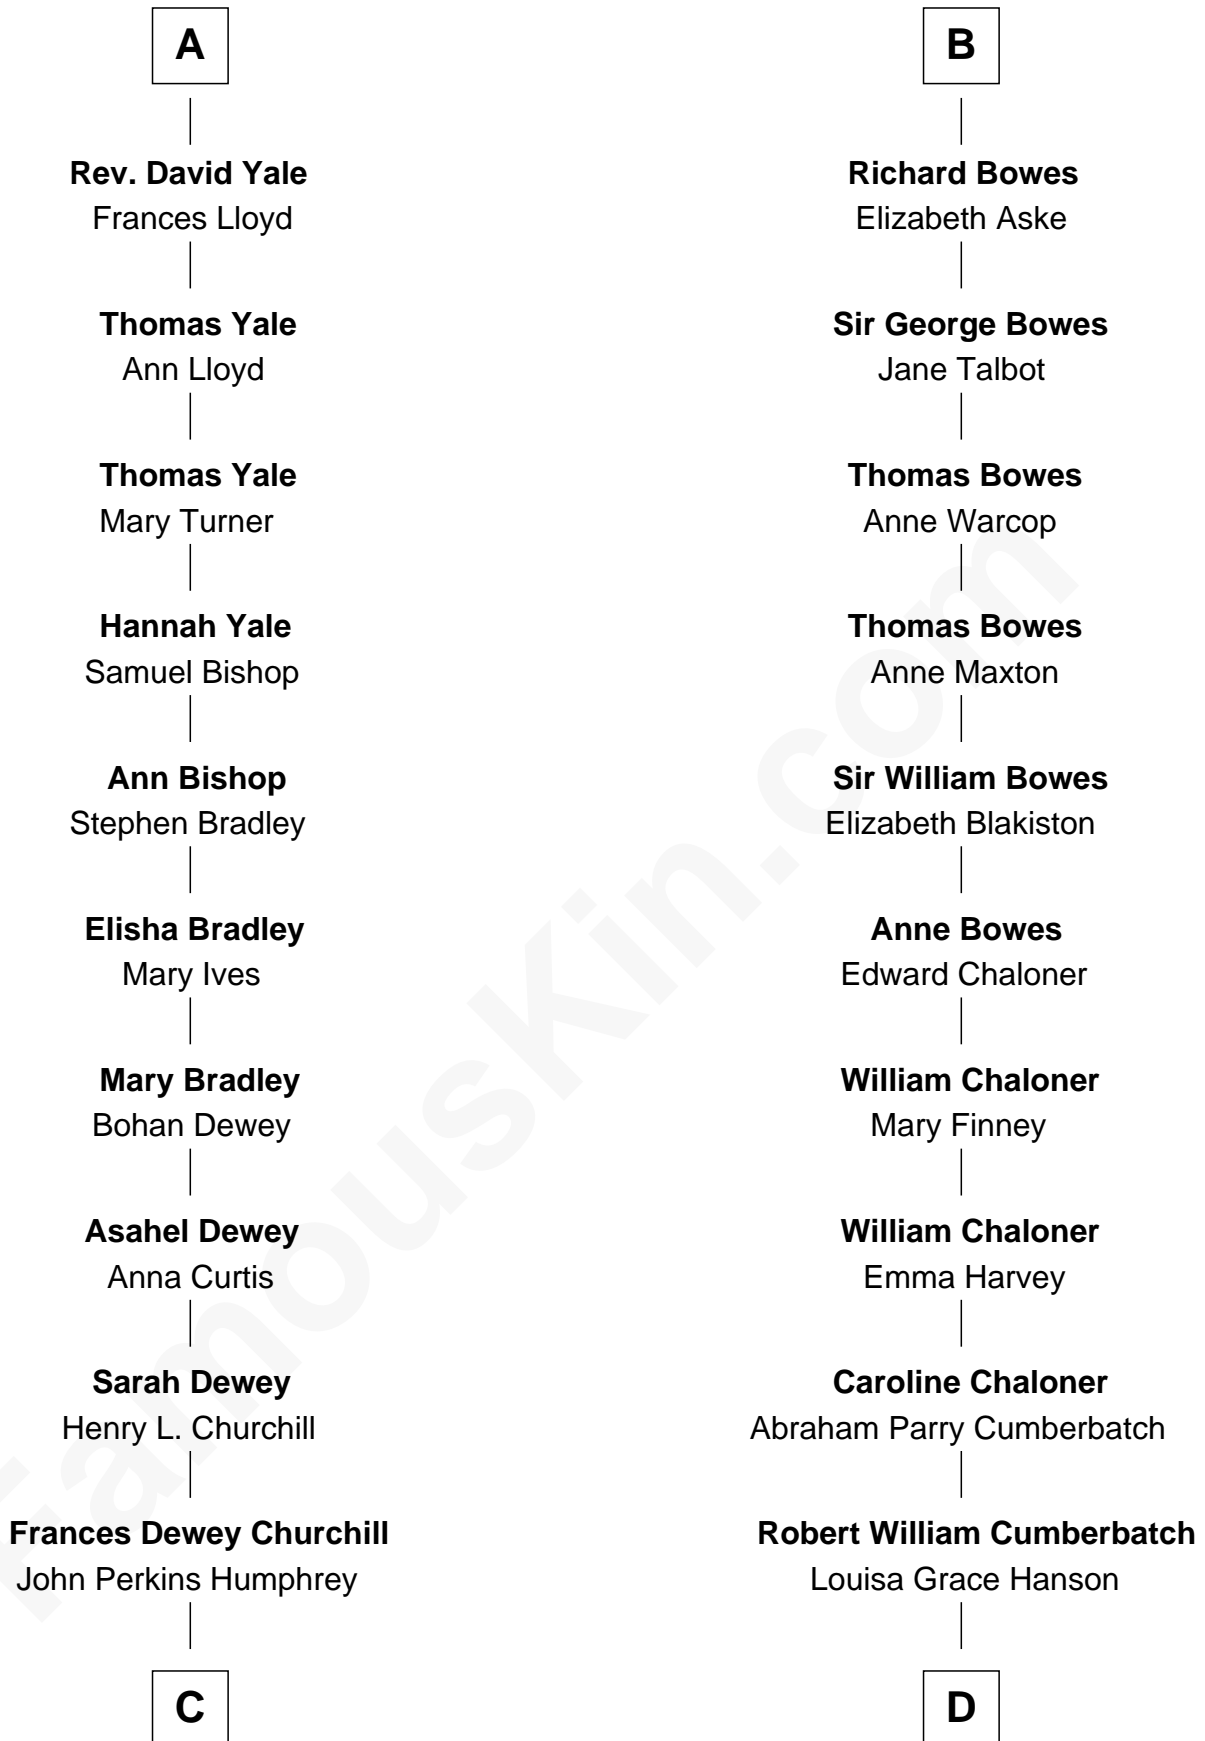 A
Rev. David Yale
Frances Lloyd
Thomas Yale
Ann Lloyd
Thomas Yale
Mary Turner
Hannah Yale
Samuel Bishop
Ann Bishop
Stephen Bradley
Elisha Bradley
Mary Ives
Mary Bradley
Bohan Dewey
Asahel Dewey
Anna Curtis
Sarah Dewey
Henry L. Churchill
Frances Dewey Churchill
John Perkins Humphrey
C
B
Richard Bowes
Elizabeth Aske
Sir George Bowes
Jane Talbot
Thomas Bowes
Anne Warcop
Thomas Bowes
Anne Maxton
Sir William Bowes
Elizabeth Blakiston
Anne Bowes
Edward Chaloner
William Chaloner
Mary Finney
William Chaloner
Emma Harvey
Caroline Chaloner
Abraham Parry Cumberbatch
Robert William Cumberbatch
Louisa Grace Hanson
D
FamousKin.com